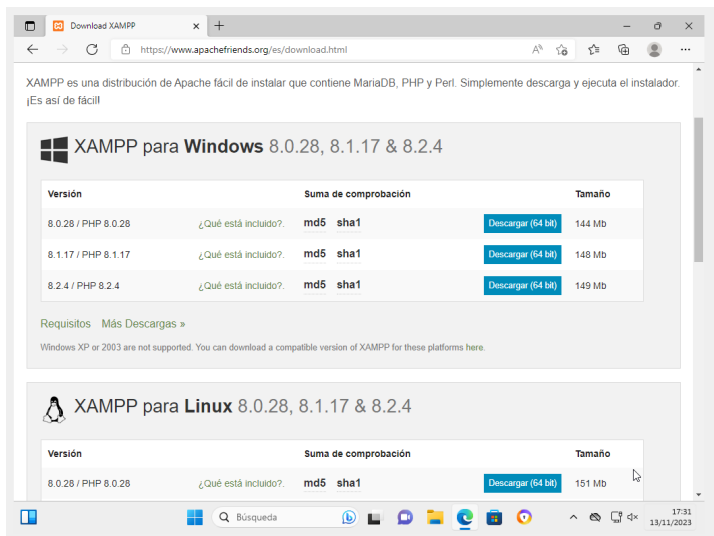 Download XAMPP
https://www.apachefriends.org/es/download.html
XAMPP es una distribución de Apache fácil de instalar que contiene MariaDB, PHP y Perl. Simplemente descarga y ejecuta el instalador.
¡Es así de fácil!
XAMPP para Windows 8.0.28, 8.1.17 & 8.2.4
Versión Suma de comprobación Tamaño
8.0.28 / PHP 8.0.28 ¿Qué está incluido?. md5 sha1 Descargar (64 bit) 144 Mb
8.1.17 / PHP 8.1.17 ¿Qué está incluido?. md5 sha1 Descargar (64 bit) 148 Mb
8.2.4 / PHP 8.2.4 ¿Qué está incluido?. md5 sha1 Descargar (64 bit) 149 Mb
Requisitos Más Descargas »
Windows XP or 2003 are not supported. You can download a compatible version of XAMPP for these platforms here.
XAMPP para Linux 8.0.28, 8.1.17 & 8.2.4
Versión Suma de comprobación Tamaño
8.0.28 / PHP 8.0.28 ¿Qué está incluido?. md5 sha1 Descargar (64 bit) 151 Mb
Búsqueda 17:31
13/11/2023